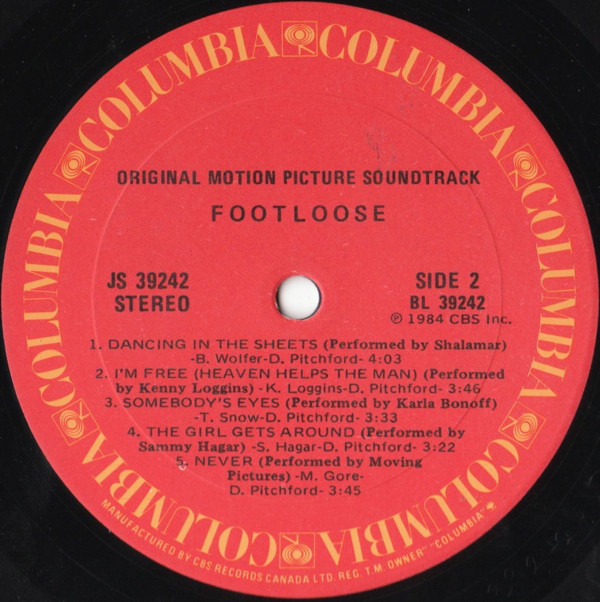 COLUMBIA COLUMBIA COLUMBIA COLUMBIA COLUMBIA COLUMBIA
ORIGINAL MOTION PICTURE SOUNDTRACK
FOOTLOOSE
JS 39242
STEREO
SIDE 2
BL 39242
℗ 1984 CBS Inc.
1. DANCING IN THE SHEETS (Performed by Shalamar)
-B. Wolfer-D. Pitchford- 4:03
2. I'M FREE (HEAVEN HELPS THE MAN) (Performed
by Kenny Loggins) -K. Loggins-D. Pitchford- 3:46
3. SOMEBODY'S EYES (Performed by Karla Bonoff)
-T. Snow-D. Pitchford- 3:33
4. THE GIRL GETS AROUND (Performed by
Sammy Hagar) -S. Hagar-D. Pitchford- 3:22
5. NEVER (Performed by Moving
Pictures) -M. Gore-
D. Pitchford- 3:45
MANUFACTURED BY CBS RECORDS CANADA LTD. REG. T.M. OWNER "COLUMBIA"